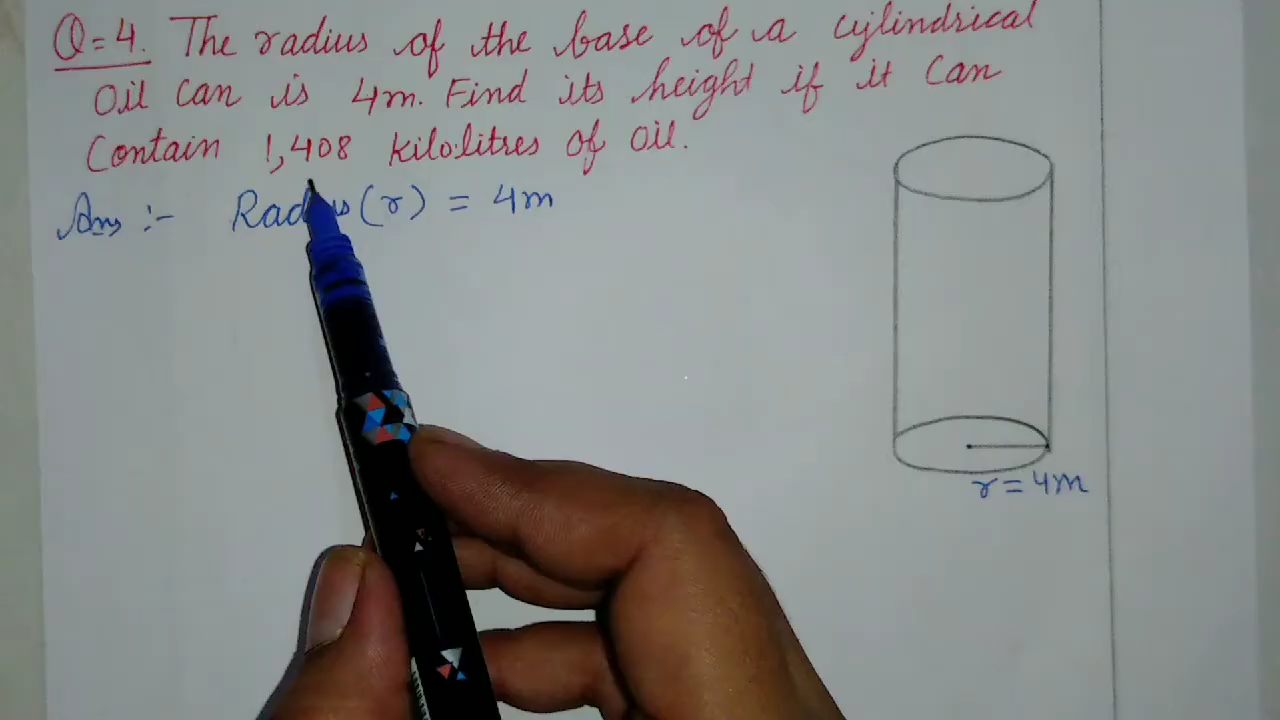 Q=4. The radius of the base of a cylindrical
Oil can is 4m. Find its height if it can
Contain 1,408 kilolitres of oil.
Ans :- Radius (r) = 4m
r = 4m